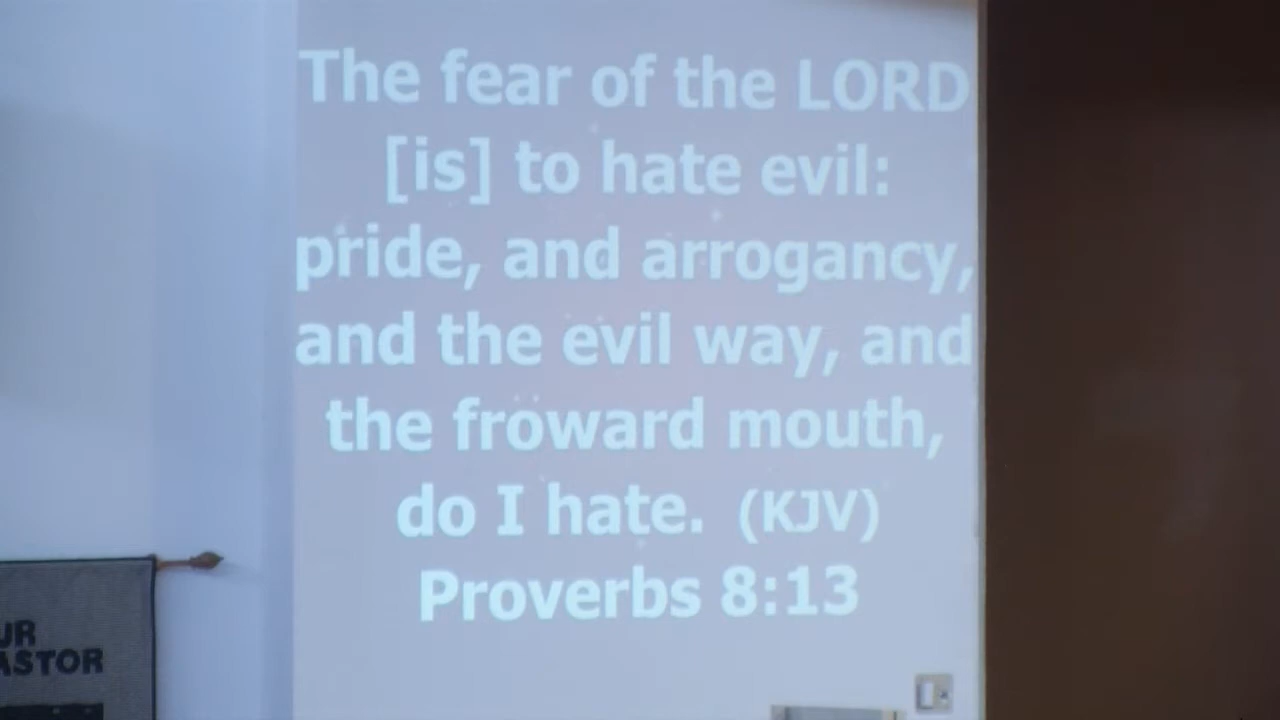 The fear of the LORD
[is] to hate evil:
pride, and arrogancy,
and the evil way, and
the froward mouth,
do I hate. (KJV)
Proverbs 8:13
UR
ASTOR